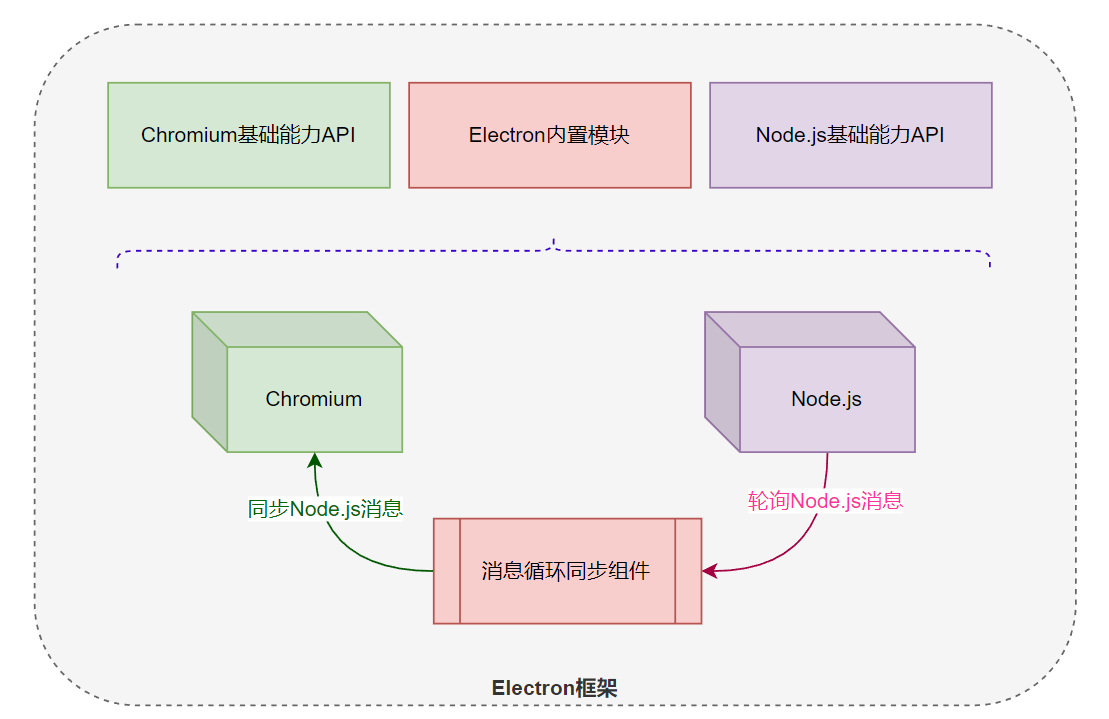 Chromium基础能力API
Electron内置模块
Node.js基础能力API
Chromium
Node.js
同步Node.js消息
轮询Node.js消息
消息循环同步组件
Electron框架